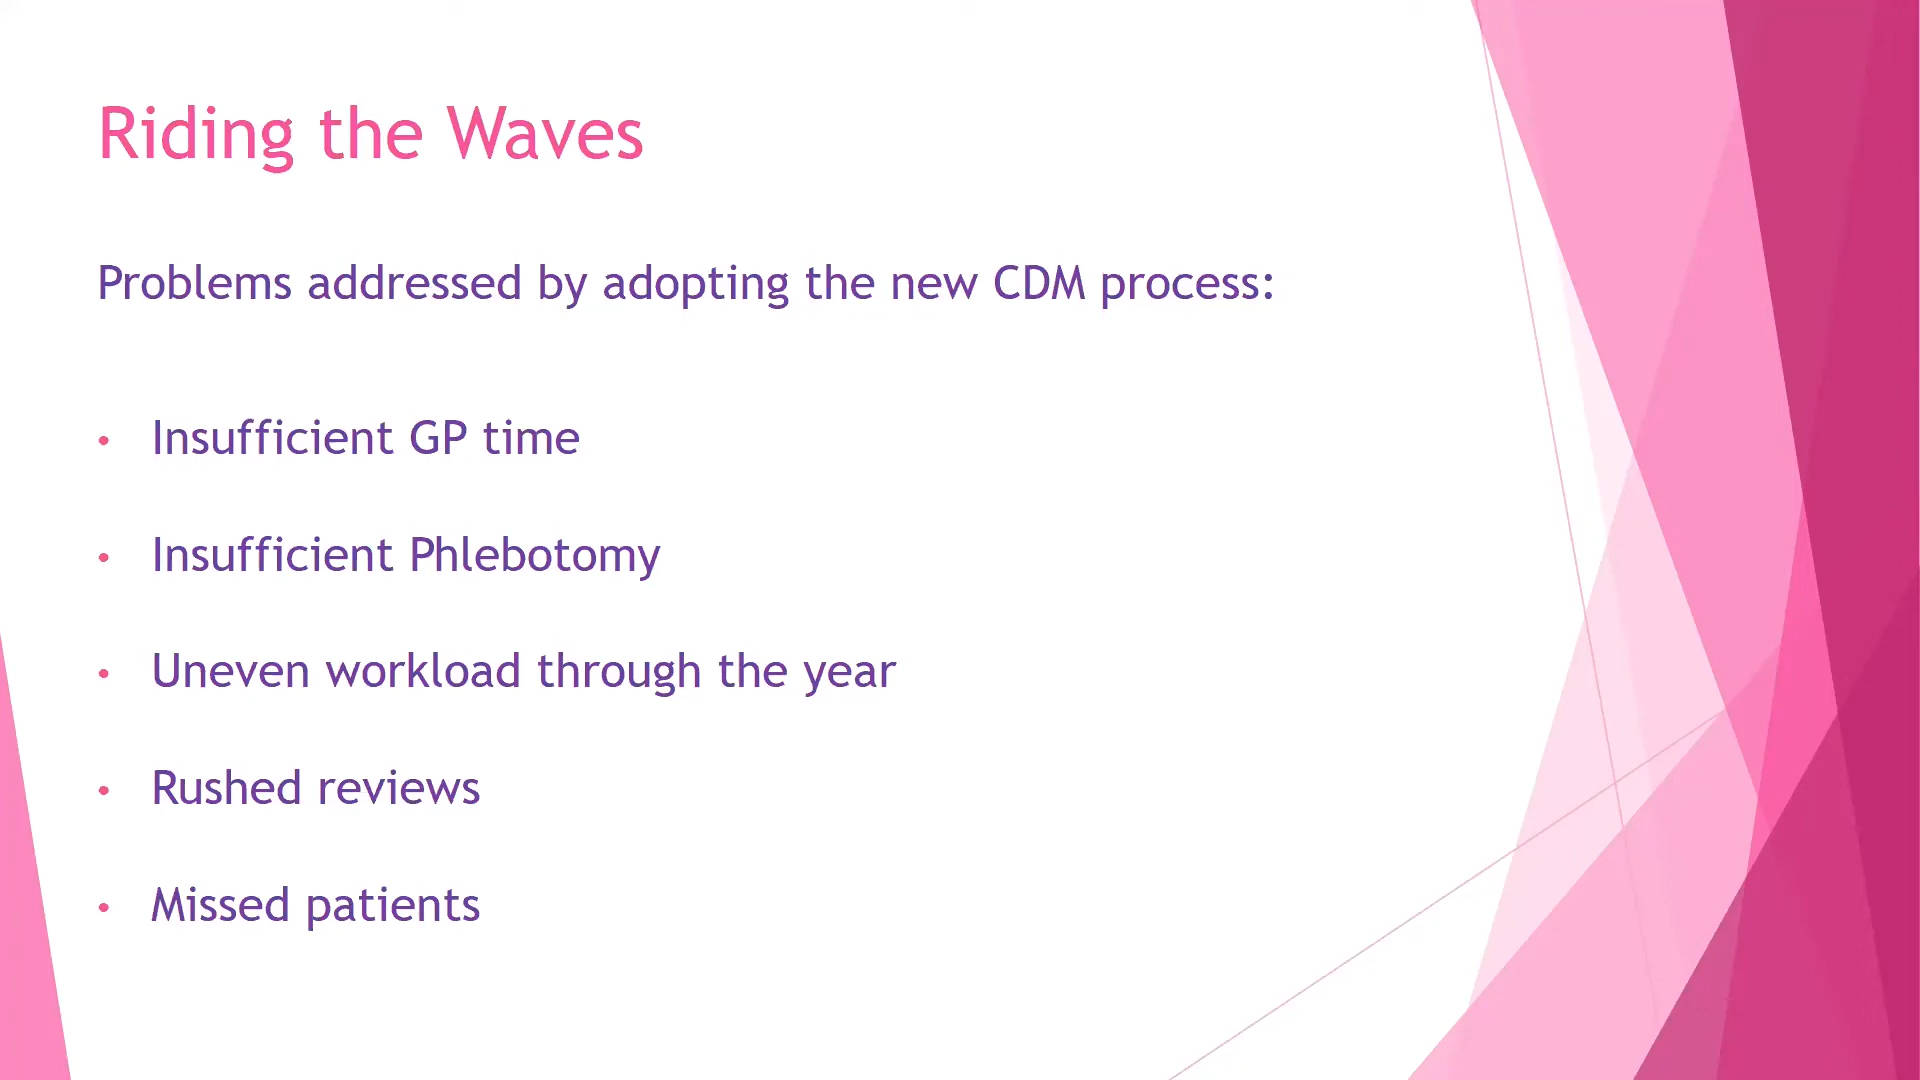 Riding the Waves
Problems addressed by adopting the new CDM process:
• Insufficient GP time
• Insufficient Phlebotomy
• Uneven workload through the year
• Rushed reviews
• Missed patients